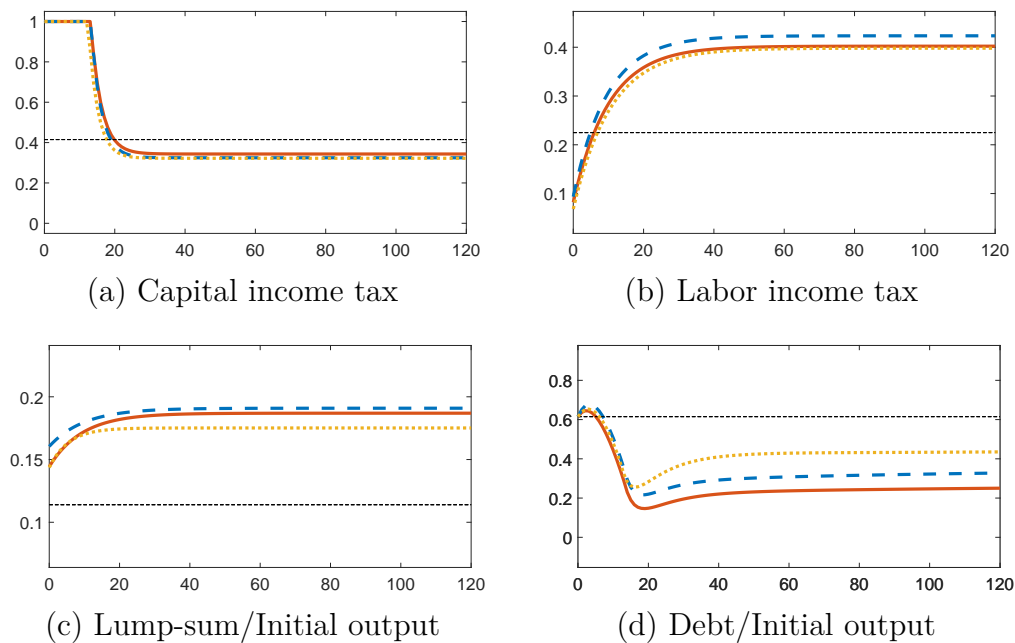 1
0.8
0.6
0.4
0.2
0
0 20 40 60 80 100 120
(a) Capital income tax
0.4
0.3
0.2
0.1
0 20 40 60 80 100 120
(b) Labor income tax
0.2
0.15
0.1
0 20 40 60 80 100 120
(c) Lump-sum/Initial output
0.8
0.6
0.4
0.2
0
0 20 40 60 80 100 120
(d) Debt/Initial output